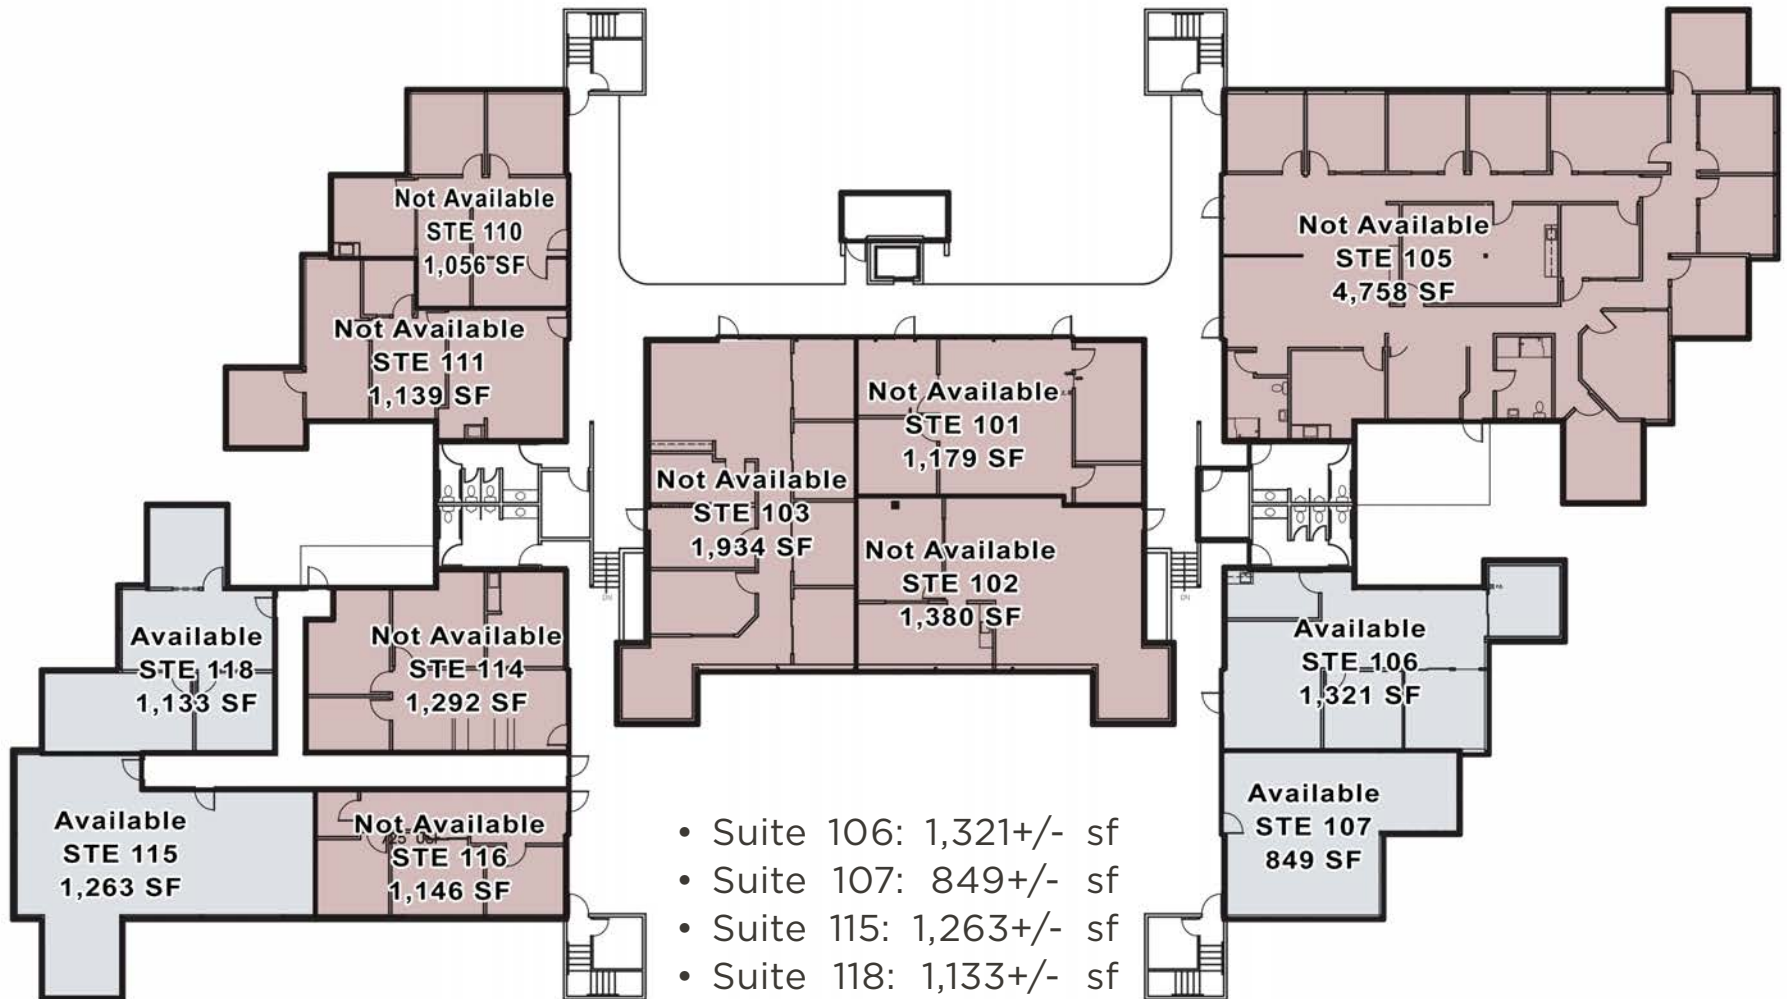 Not Available
STE 110
1,056 SF
Not Available
STE 111
1,139 SF
Not Available
STE 105
4,758 SF
Not Available
STE 101
1,179 SF
Not Available
STE 103
1,934 SF
Not Available
STE 102
1,380 SF
Available
STE 118
1,133 SF
Not Available
STE 114
1,292 SF
Available
STE 106
1,321 SF
Available
STE 115
1,263 SF
Not Available
STE 116
1,146 SF
Available
STE 107
849 SF
• Suite 106: 1,321+/- sf
• Suite 107: 849+/- sf
• Suite 115: 1,263+/- sf
• Suite 118: 1,133+/- sf